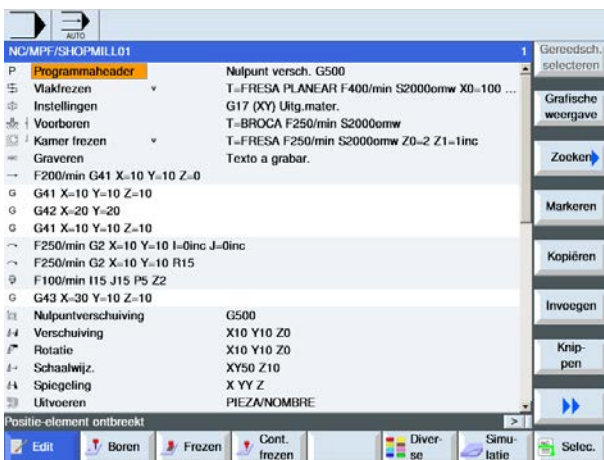 AUTO
NC/MPF/SHOPMILL01 1
P Programmaheader Nulpunt versch. G500
Vlakfrezen T=FRESA PLANEAR F400/min S2000omw X0=100 ...
Instellingen G17 (XY) Uitg.mater.
Voorboren T=BROCA F250/min S2000omw
Kamer frezen T=FRESA F250/min S2000omw Z0=2 Z1=1inc
Graveren Texto a grabar.
F200/min G41 X=10 Y=10 Z=0
G G41 X=10 Y=10 Z=10
G G42 X=20 Y=20
G G41 X=10 Y=10 Z=10
F250/min G2 X=10 Y=10 I=0inc J=0inc
F250/min G2 X=10 Y=10 R15
F100/min I15 J15 P5 Z2
G G43 X=30 Y=10 Z=10
Nulpuntverschuiving G500
Verschuiving X10 Y10 Z0
Rotatie X10 Y10 Z0
Schaalwijz. XY50 Z10
Spiegeling X YY Z
Uitvoeren PIEZA/NOMBRE
Positie-element ontbreekt >
Gereedsch.
selecteren
Grafische
weergave
Zoeken
Markeren
Kopiëren
Invoegen
Knip-
pen
Edit
Boren
Frezen
Cont.
frezen
Diver-
se
Simu-
latie
Selec.